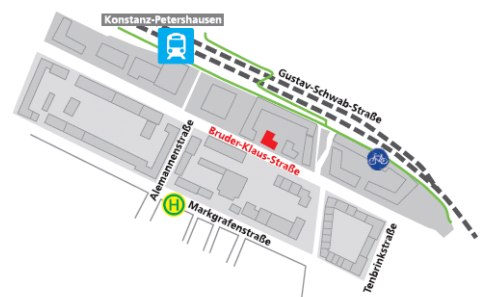 Konstanz-Petershausen
Gustav-Schwab-Straße
Bruder-Klaus-Straße
Alemannenstraße
H
Markgrafenstraße
Tenbrinkstraße